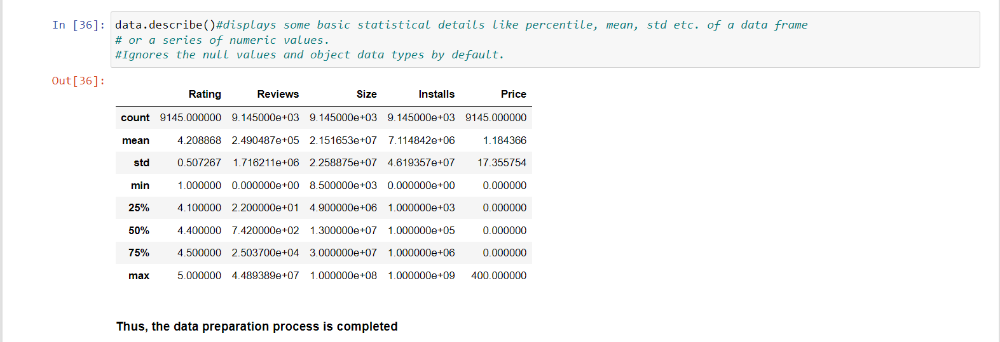 In [36]: data.describe()#displays some basic statistical details like percentile, mean, std etc. of a data frame
# or a series of numeric values.
#Ignores the null values and object data types by default.
Out[36]:
Rating Reviews Size Installs Price
count 9145.000000 9.145000e+03 9.145000e+03 9.145000e+03 9145.000000
mean 4.208868 2.490487e+05 2.151653e+07 7.114842e+06 1.184366
std 0.507267 1.716211e+06 2.258875e+07 4.619357e+07 17.355754
min 1.000000 0.000000e+00 8.500000e+03 0.000000e+00 0.000000
25% 4.100000 2.200000e+01 4.900000e+06 1.000000e+03 0.000000
50% 4.400000 7.420000e+02 1.300000e+07 1.000000e+05 0.000000
75% 4.500000 2.503700e+04 3.000000e+07 1.000000e+06 0.000000
max 5.000000 4.489389e+07 1.000000e+08 1.000000e+09 400.000000
Thus, the data preparation process is completed